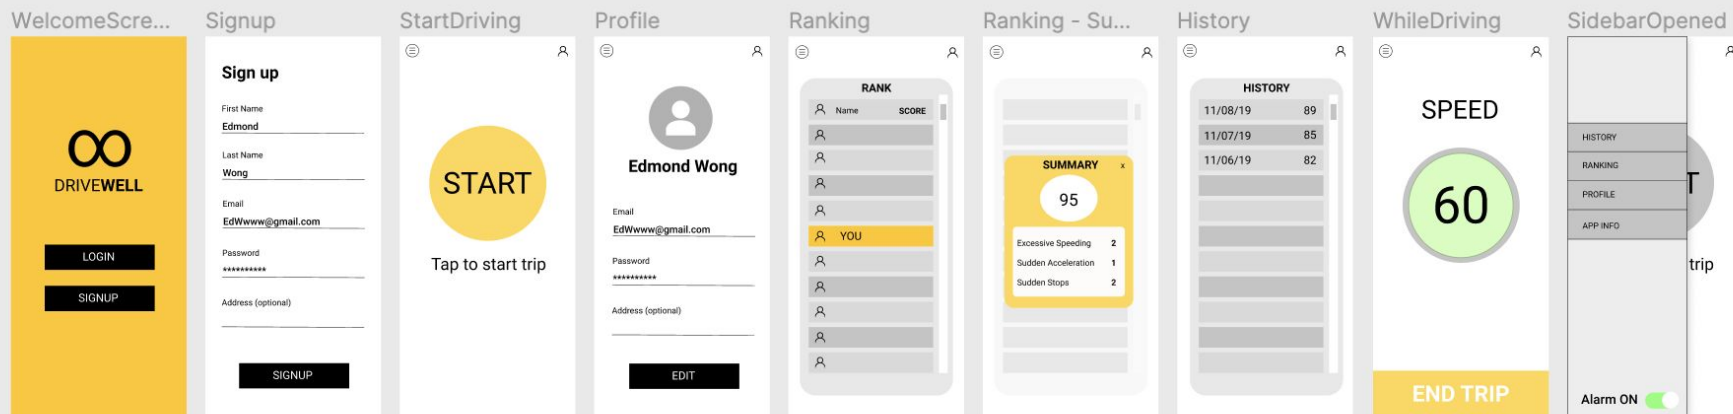 WelcomeScre...
DRIVEWELL
LOGIN
SIGNUP
Signup
Sign up
First Name
Edmond
Last Name
Wong
Email
EdWwww@gmail.com
Password
**********
Address (optional)
SIGNUP
StartDriving
START
Tap to start trip
Profile
Edmond Wong
Email
EdWwww@gmail.com
Password
**********
Address (optional)
EDIT
Ranking
RANK
Name SCORE
YOU
Ranking - Su...
SUMMARY x
95
Excessive Speeding 2
Sudden Acceleration 1
Sudden Stops 2
History
HISTORY
11/08/19 89
11/07/19 85
11/06/19 82
WhileDriving
SPEED
60
END TRIP
SidebarOpened
HISTORY
RANKING
PROFILE
APP INFO
T
trip
Alarm ON